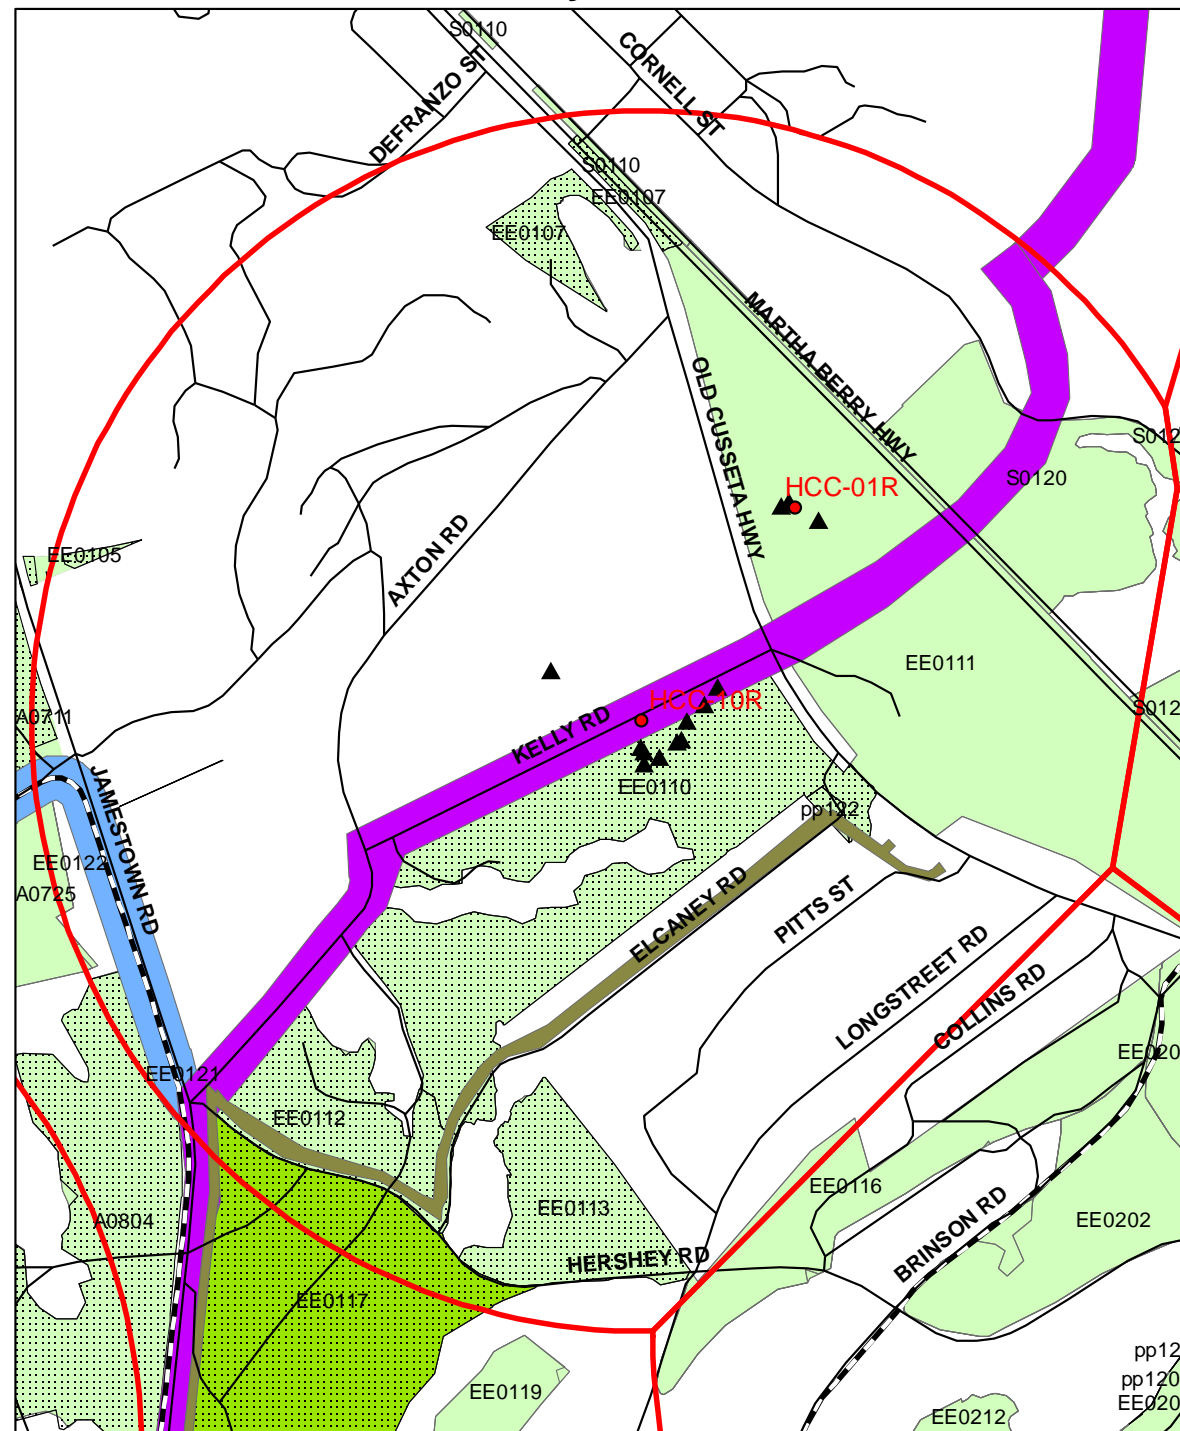 S0110
CORNELL ST
DEFRANZO ST
S0110
EE0107
EE0107
MARTHA BERRY HWY
OLD CUSSETA HWY
S012
S0120
HCC-01R
AXTON RD
EE0105
EE0111
HCC-10R
S012
A0711
KELLY RD
JAMESTOWN RD
EE0110
pp122
EE0122
A0725
ELCANEY RD
PITTS ST
LONGSTREET RD
COLLINS RD
EE020
EE0121
EE0112
EE0116
EE0113
A0804
EE0202
BRINSON RD
HERSHEY RD
EE0117
pp12
pp120
EE0119
EE020
EE0212